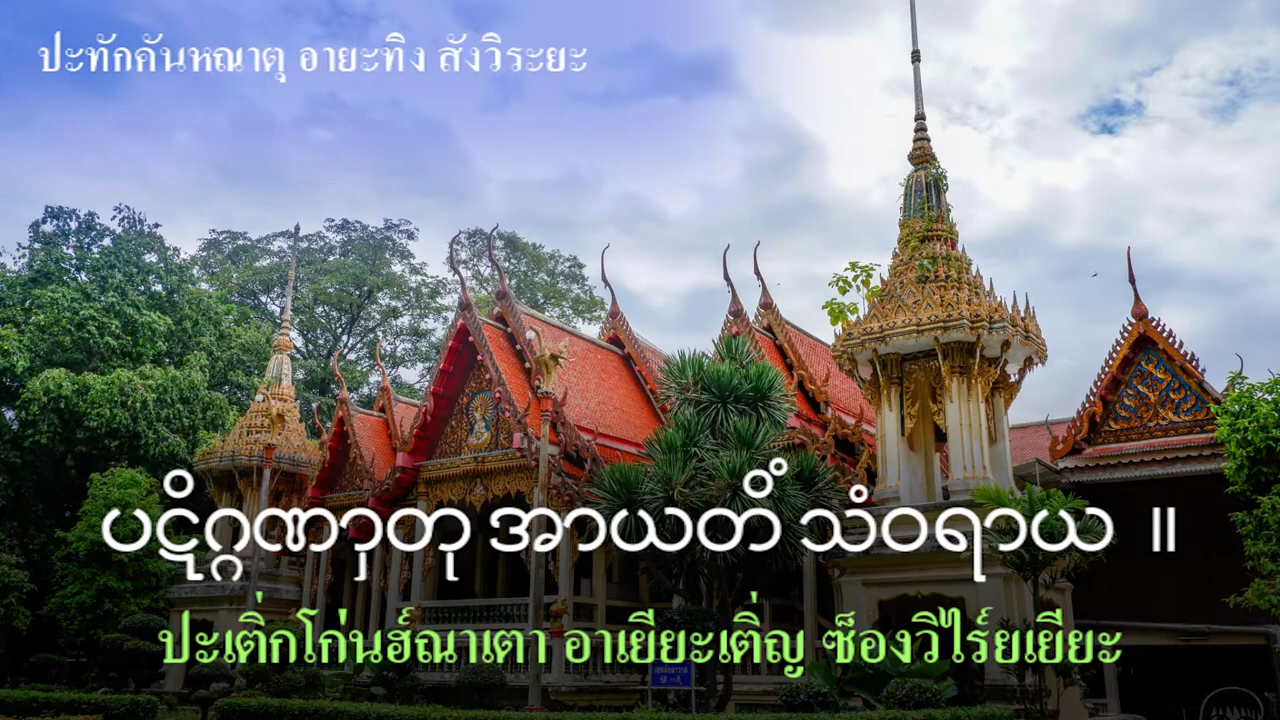 ปะทักคันหณาตุ อายะทิง สังวิระยะ
ပဋိံဂ္ဂဏှာတု အာယတိံ သံဝရာယ ॥
ปะเติ่กโก่นฮ์ณาเตา อาเยียะเติ่ญ ซ็องวิไร์ยเยียะ